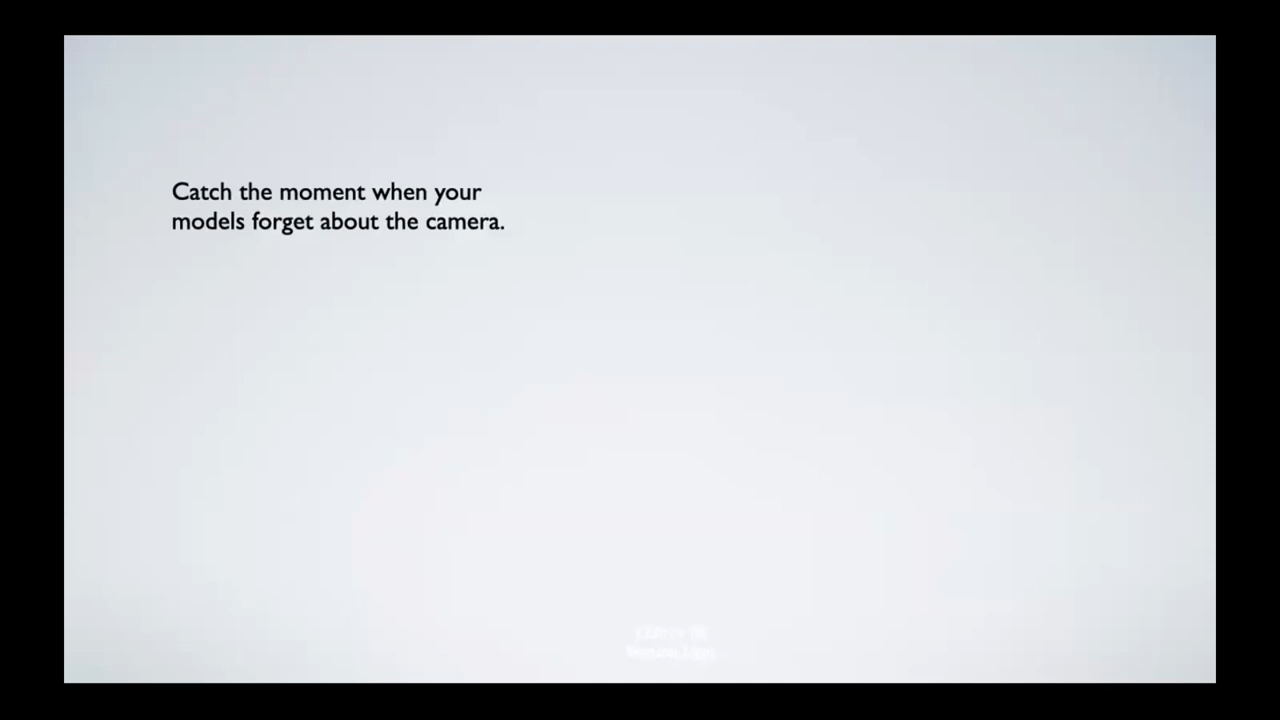 Catch the moment when your
models forget about the camera.